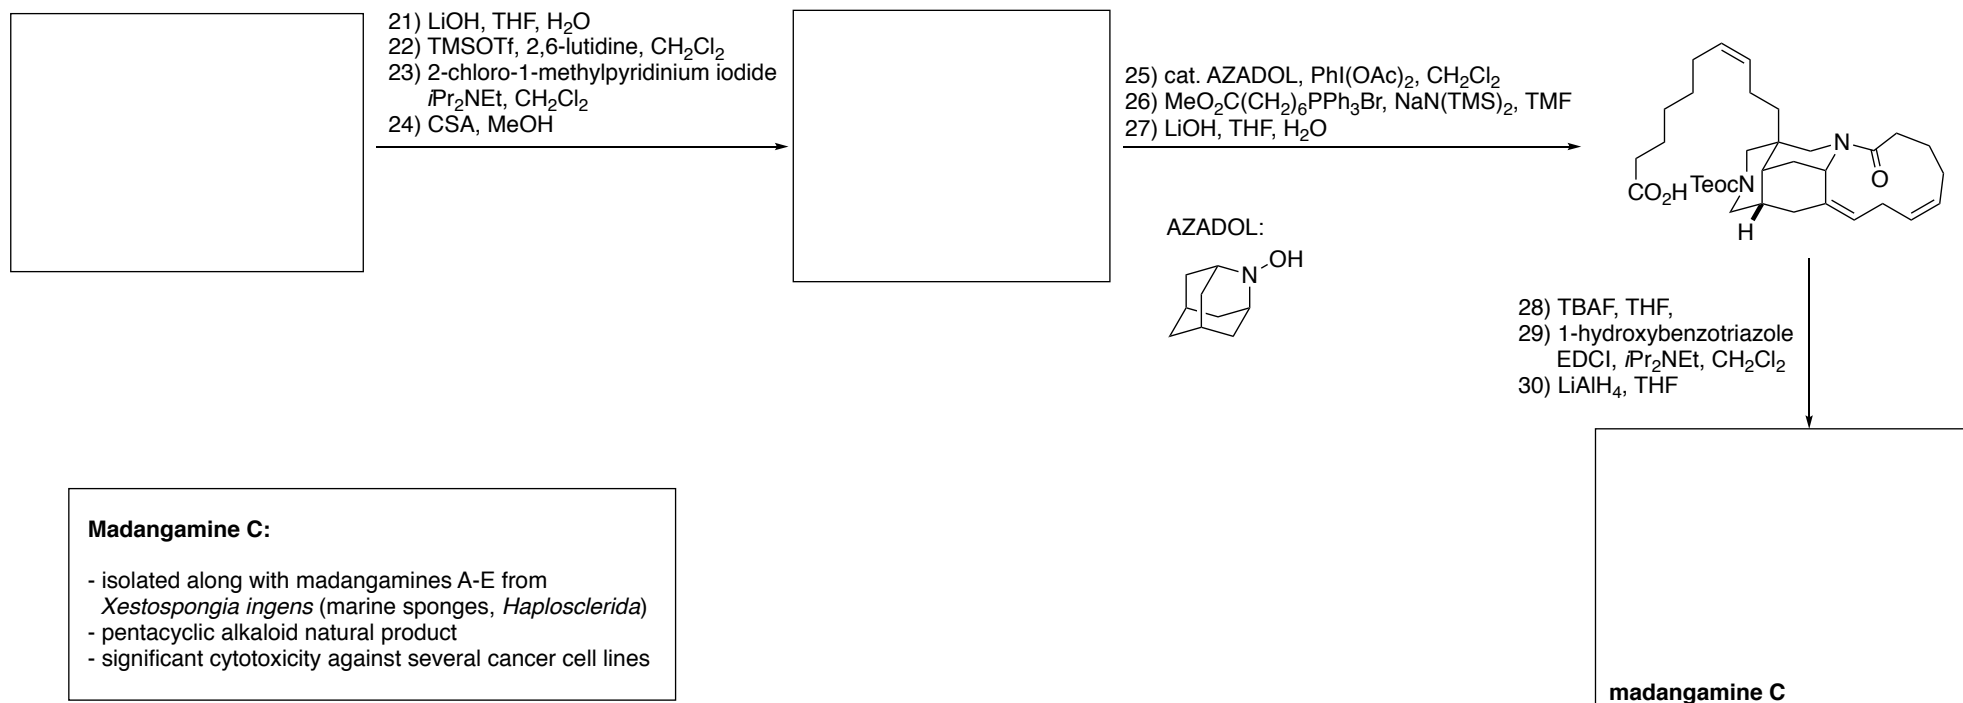 21) LiOH, THF, H₂O
22) TMSOTf, 2,6-lutidine, CH₂Cl₂
23) 2-chloro-1-methylpyridinium iodide
iPr₂NEt, CH₂Cl₂
24) CSA, MeOH
25) cat. AZADOL, PhI(OAc)₂, CH₂Cl₂
26) MeO₂C(CH₂)₆PPh₃Br, NaN(TMS)₂, TMF
27) LiOH, THF, H₂O
AZADOL:
N OH
CO₂H TeocN N O
H
28) TBAF, THF,
29) 1-hydroxybenzotriazole
EDCI, iPr₂NEt, CH₂Cl₂
30) LiAlH₄, THF
Madangamine C:
- isolated along with madangamines A-E from
Xestospongia ingens (marine sponges, Haplosclerida)
- pentacyclic alkaloid natural product
- significant cytotoxicity against several cancer cell lines
madangamine C